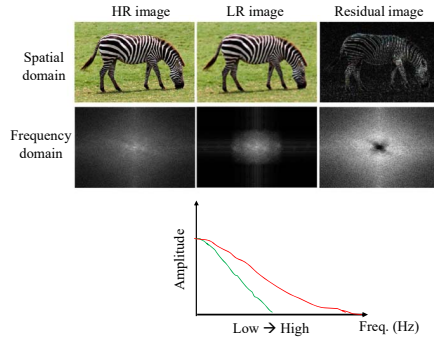 HR image LR image Residual image
Spatial
domain
Frequency
domain
Amplitude
Low → High
Freq. (Hz)